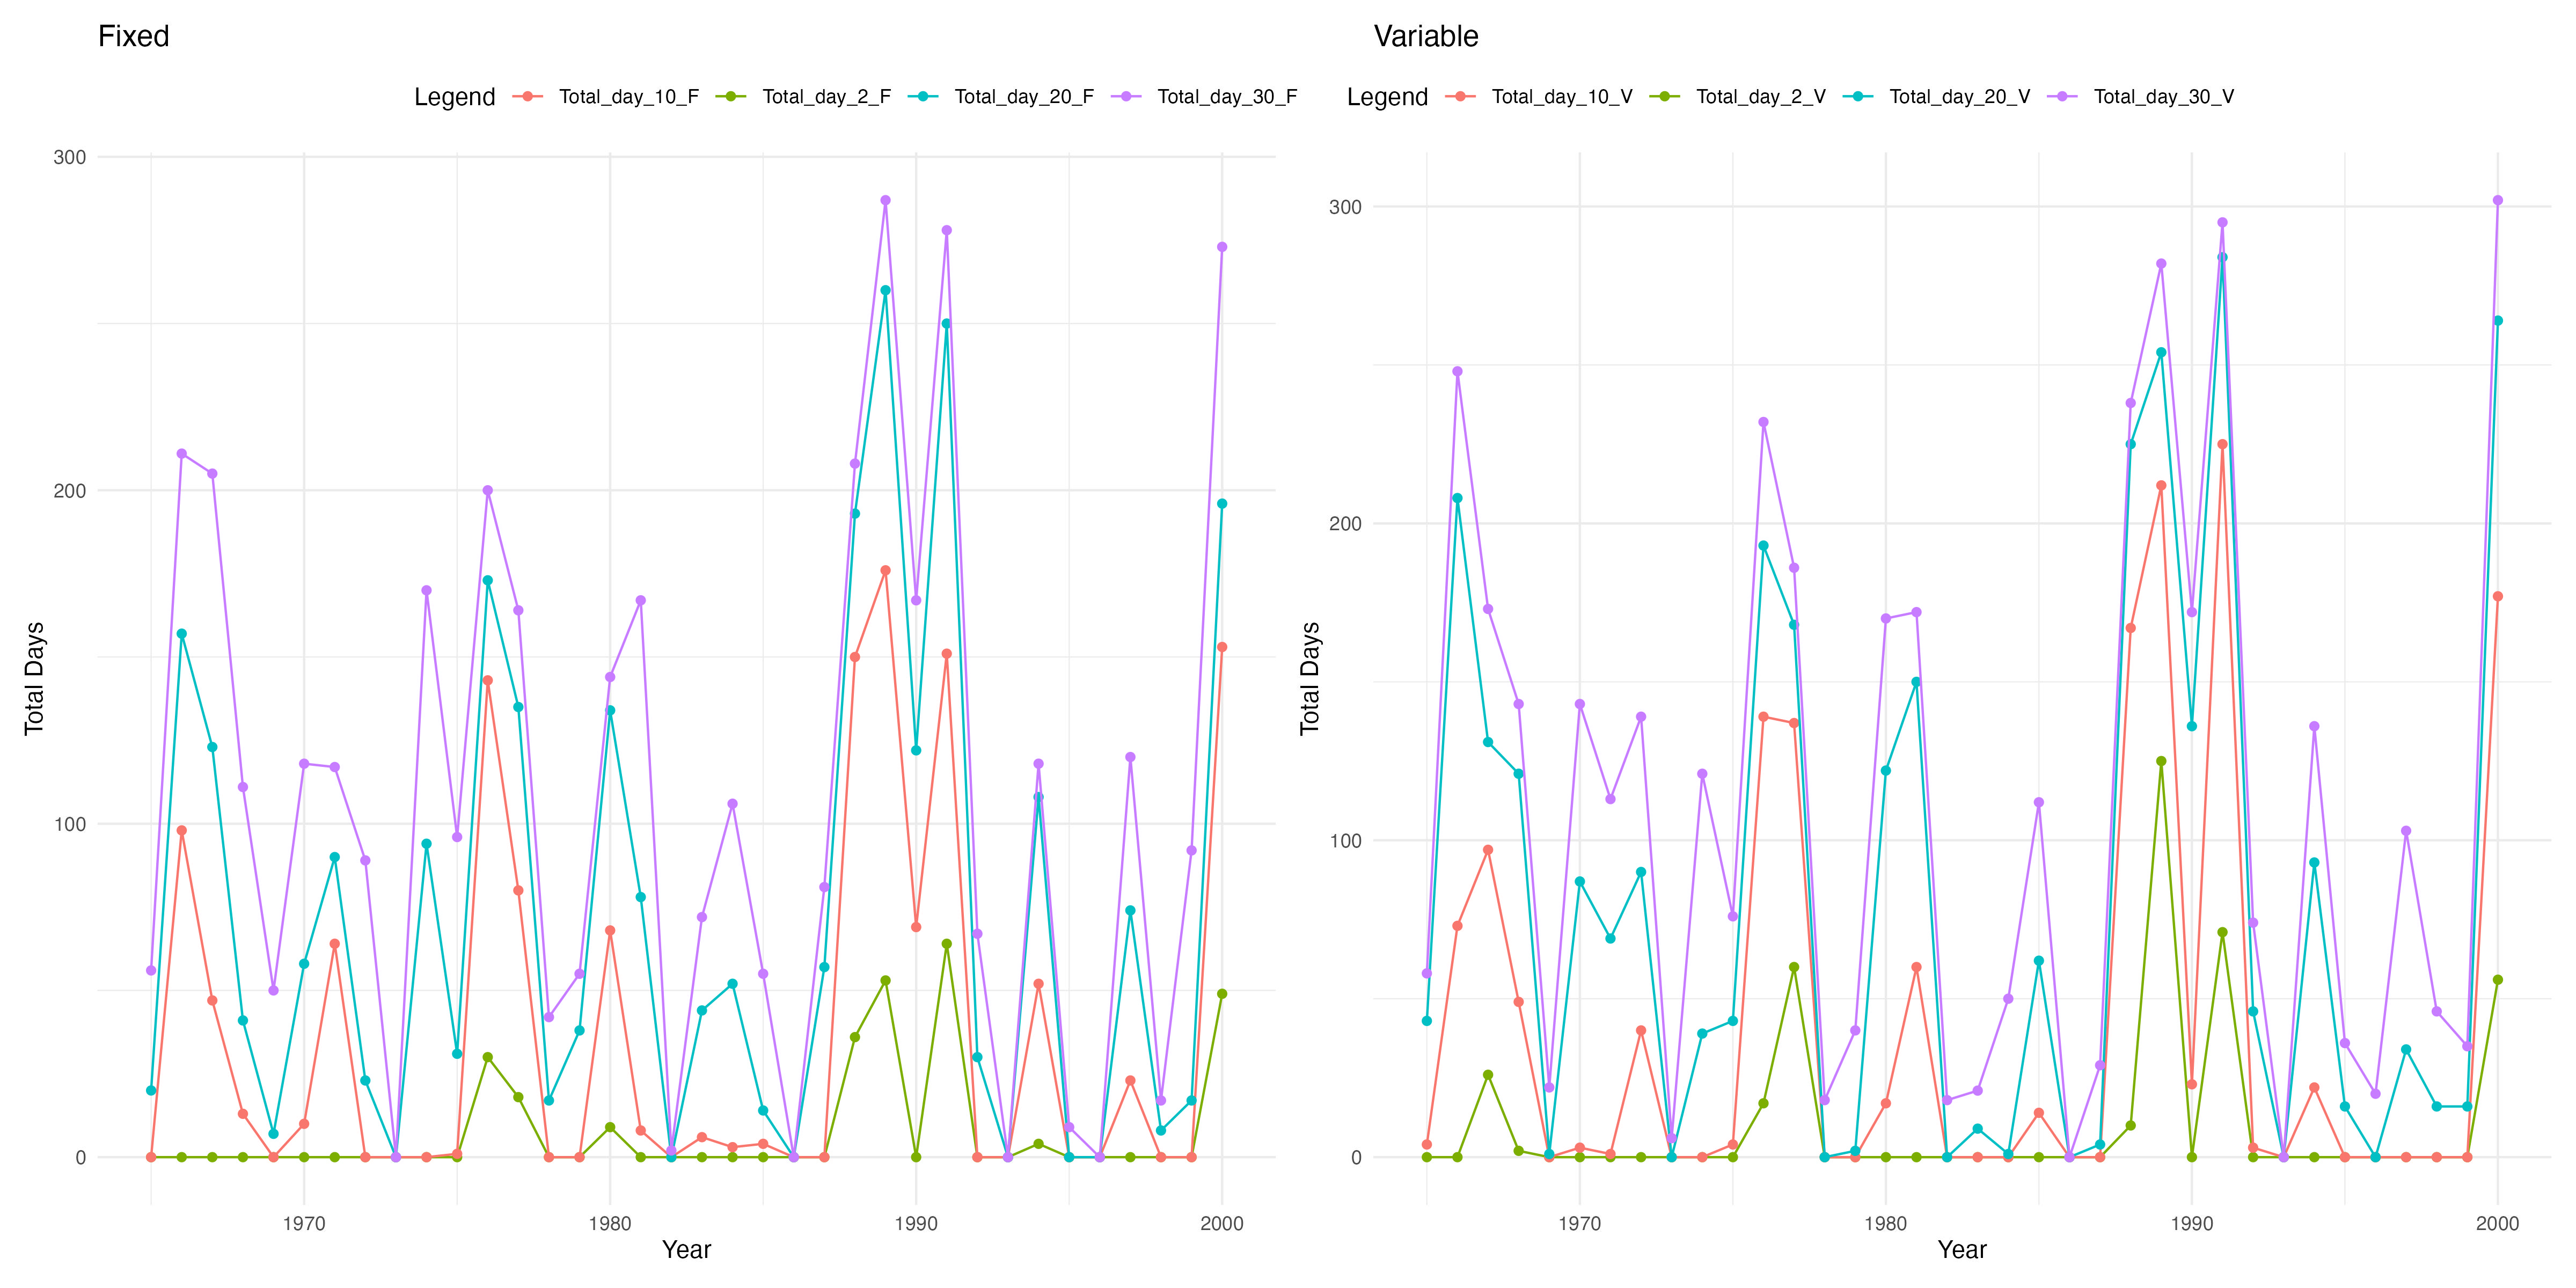 Fixed
Legend Total_day_10_F Total_day_2_F Total_day_20_F Total_day_30_F
300
200
100
0
Total Days
1970 1980 1990 2000
Year
Variable
Legend Total_day_10_V Total_day_2_V Total_day_20_V Total_day_30_V
300
200
100
0
Total Days
1970 1980 1990 2000
Year